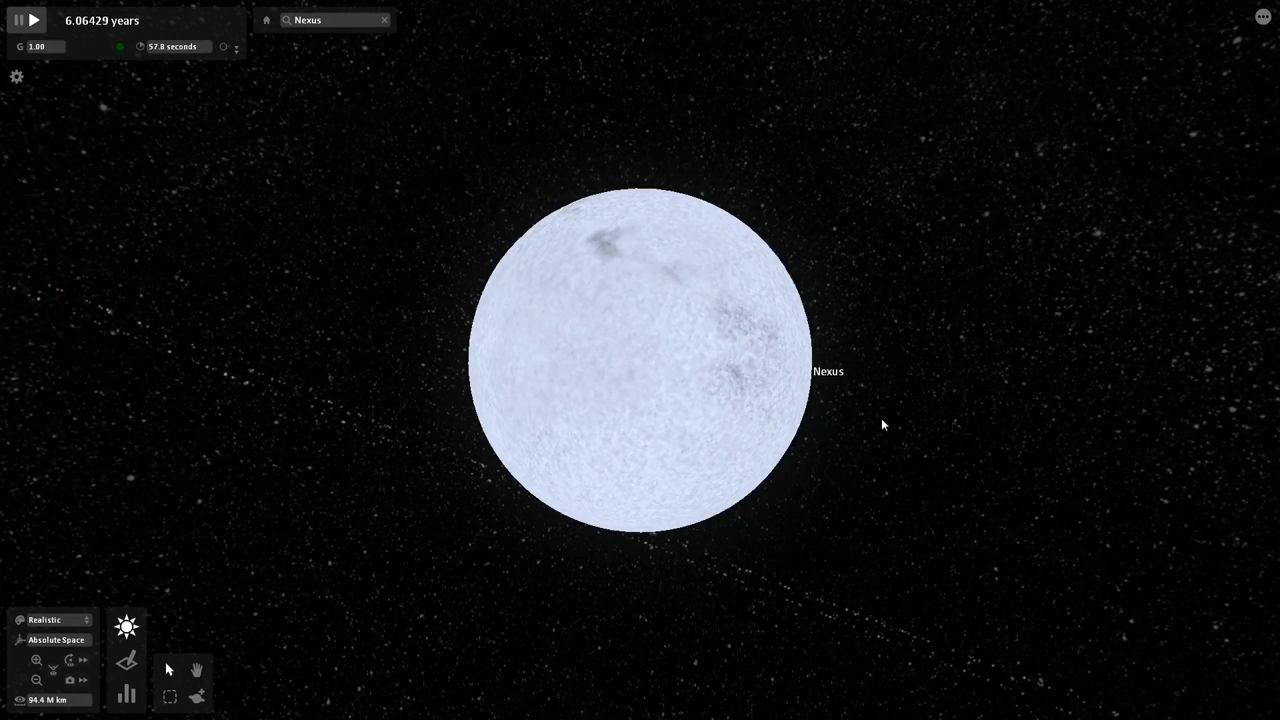 6.06429 years
Nexus
G 1.00
57.8 seconds
Nexus
Realistic
Absolute Space
94.4 M km